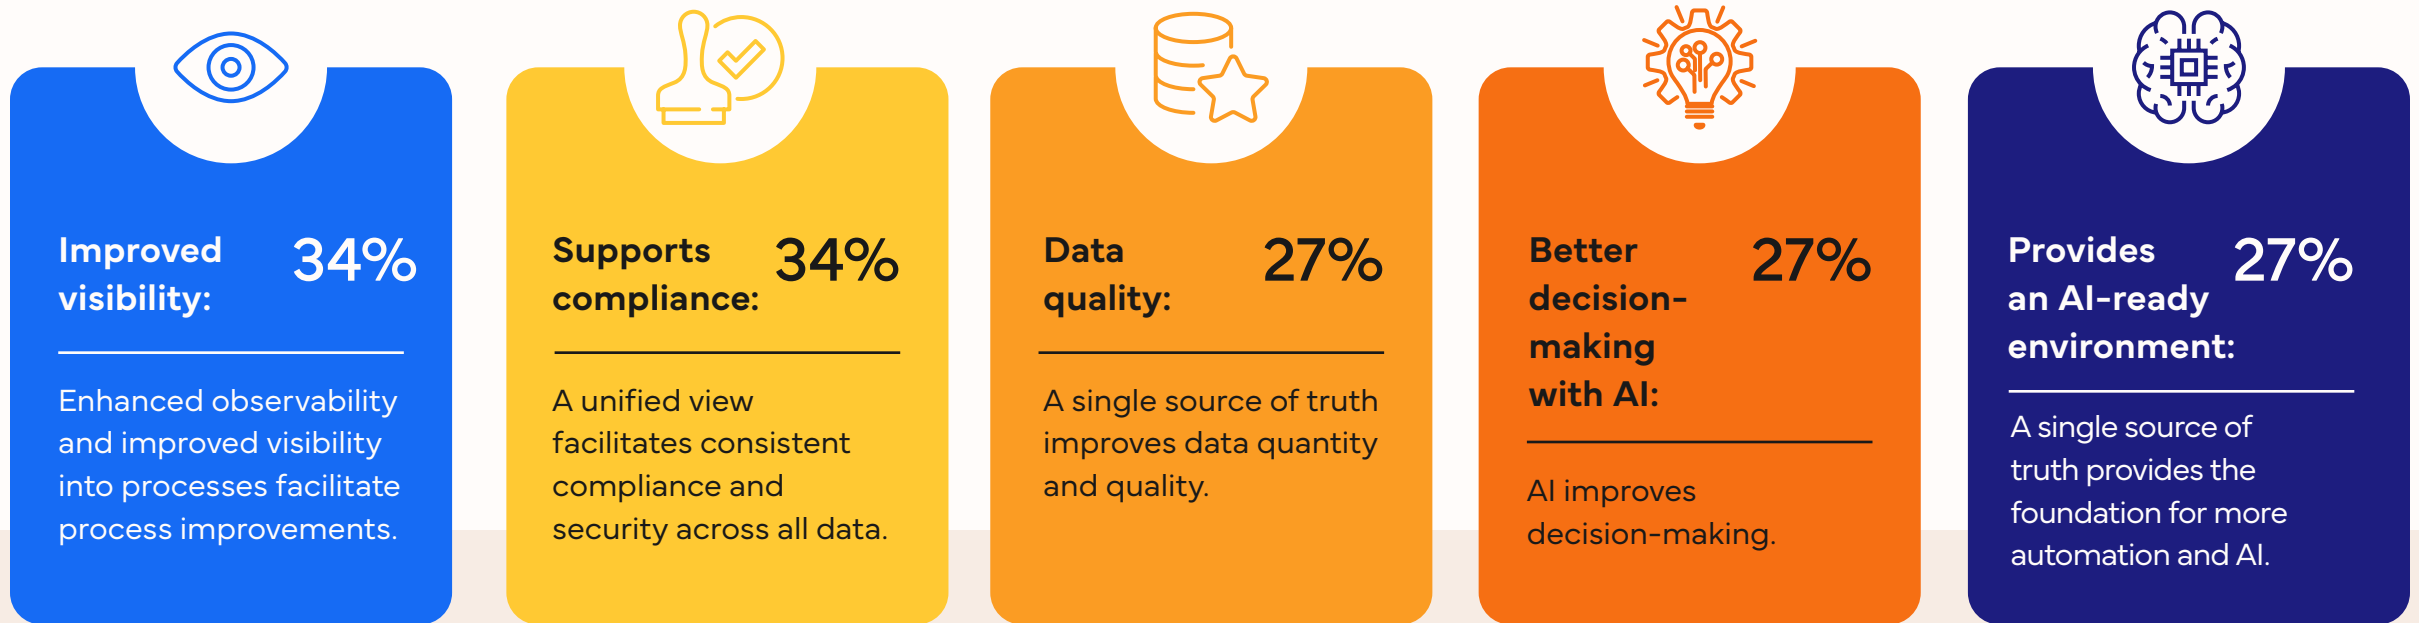 Improved
visibility:
34%
Enhanced observability
and improved visibility
into processes facilitate
process improvements.
Supports
compliance:
34%
A unified view
facilitates consistent
compliance and
security across all data.
Data
quality:
27%
A single source of truth
improves data quantity
and quality.
Better
decision-
making
with AI:
27%
AI improves
decision-making.
Provides
an AI-ready
environment:
27%
A single source of
truth provides the
foundation for more
automation and AI.